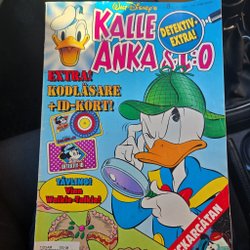 Walt Disney's
KALLE
ANKA & C:O
DETEKTIV-
EXTRA!
EXTRA!
KODLÄSARE
+ID-KORT!
TÄVLING!
Vinn
Walkie-Talkie!